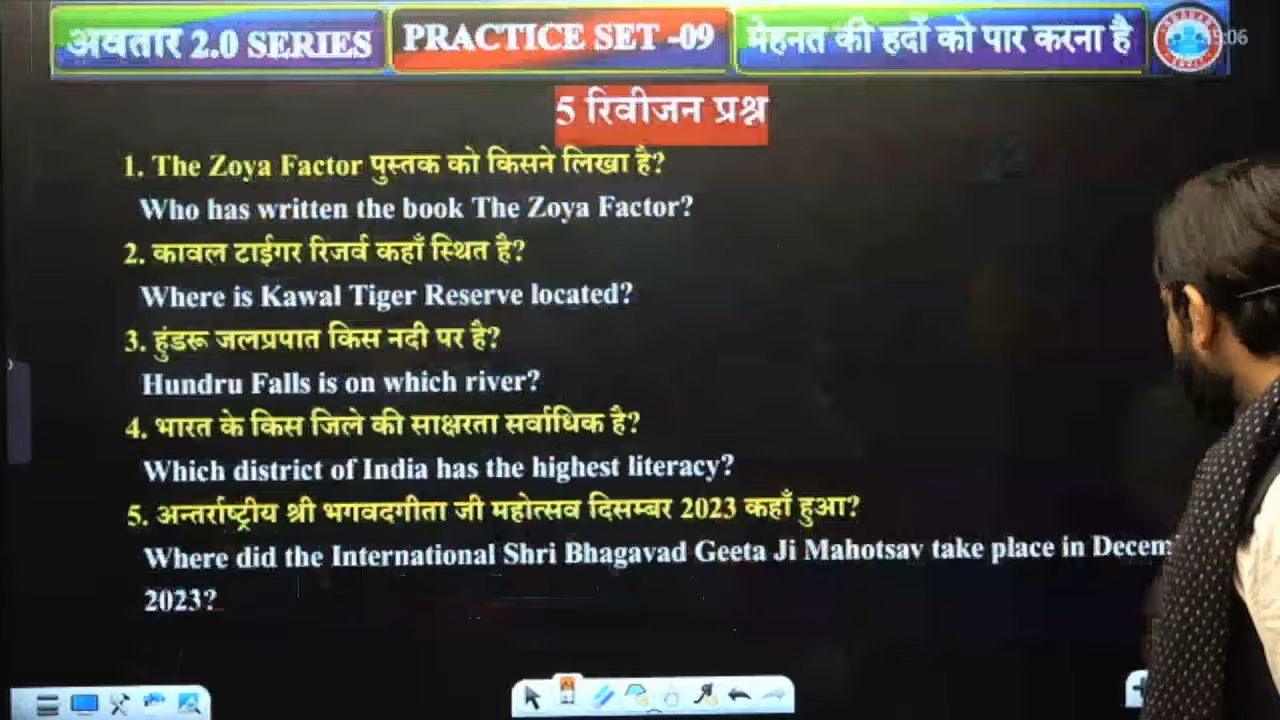 अवतार 2.0 SERIES
PRACTICE SET -09
मेहनत की हदों को पार करना है
9:06
5 रिवीजन प्रश्न
1. The Zoya Factor पुस्तक को किसने लिखा है?
Who has written the book The Zoya Factor?
2. कावल टाईगर रिजर्व कहाँ स्थित है?
Where is Kawal Tiger Reserve located?
3. हुंडरू जलप्रपात किस नदी पर है?
Hundru Falls is on which river?
4. भारत के किस जिले की साक्षरता सर्वाधिक है?
Which district of India has the highest literacy?
5. अन्तर्राष्ट्रीय श्री भगवदगीता जी महोत्सव दिसम्बर 2023 कहाँ हुआ?
Where did the International Shri Bhagavad Geeta Ji Mahotsav take place in Decem
2023?